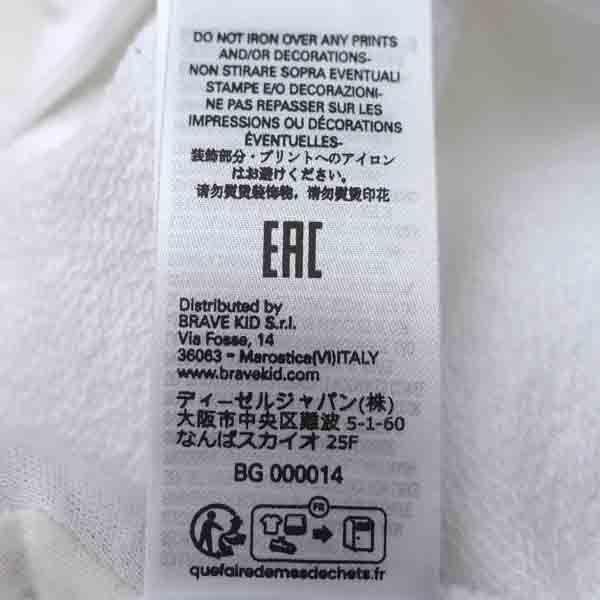 DO NOT IRON OVER ANY PRINTS
AND/OR DECORATIONS-
NON STIRARE SOPRA EVENTUALI
STAMPE E/O DECORAZIONI-
NE PAS REPASSER SUR LES
IMPRESSIONS OU DÉCORATIONS
ÉVENTUELLES-
装飾部分・プリントへのアイロン
はお避けください。
请勿熨烫装饰物，请勿熨烫印花
EAC
Distributed by
BRAVE KID S.r.l.
Via Fosse, 14
36063 - Marostica(VI)ITALY
www.bravekid.com
ディーゼルジャパン(株)
大阪市中央区難波 5-1-60
なんばスカイオ 25F
BG 000014
FR
quefairedemesdechets.fr